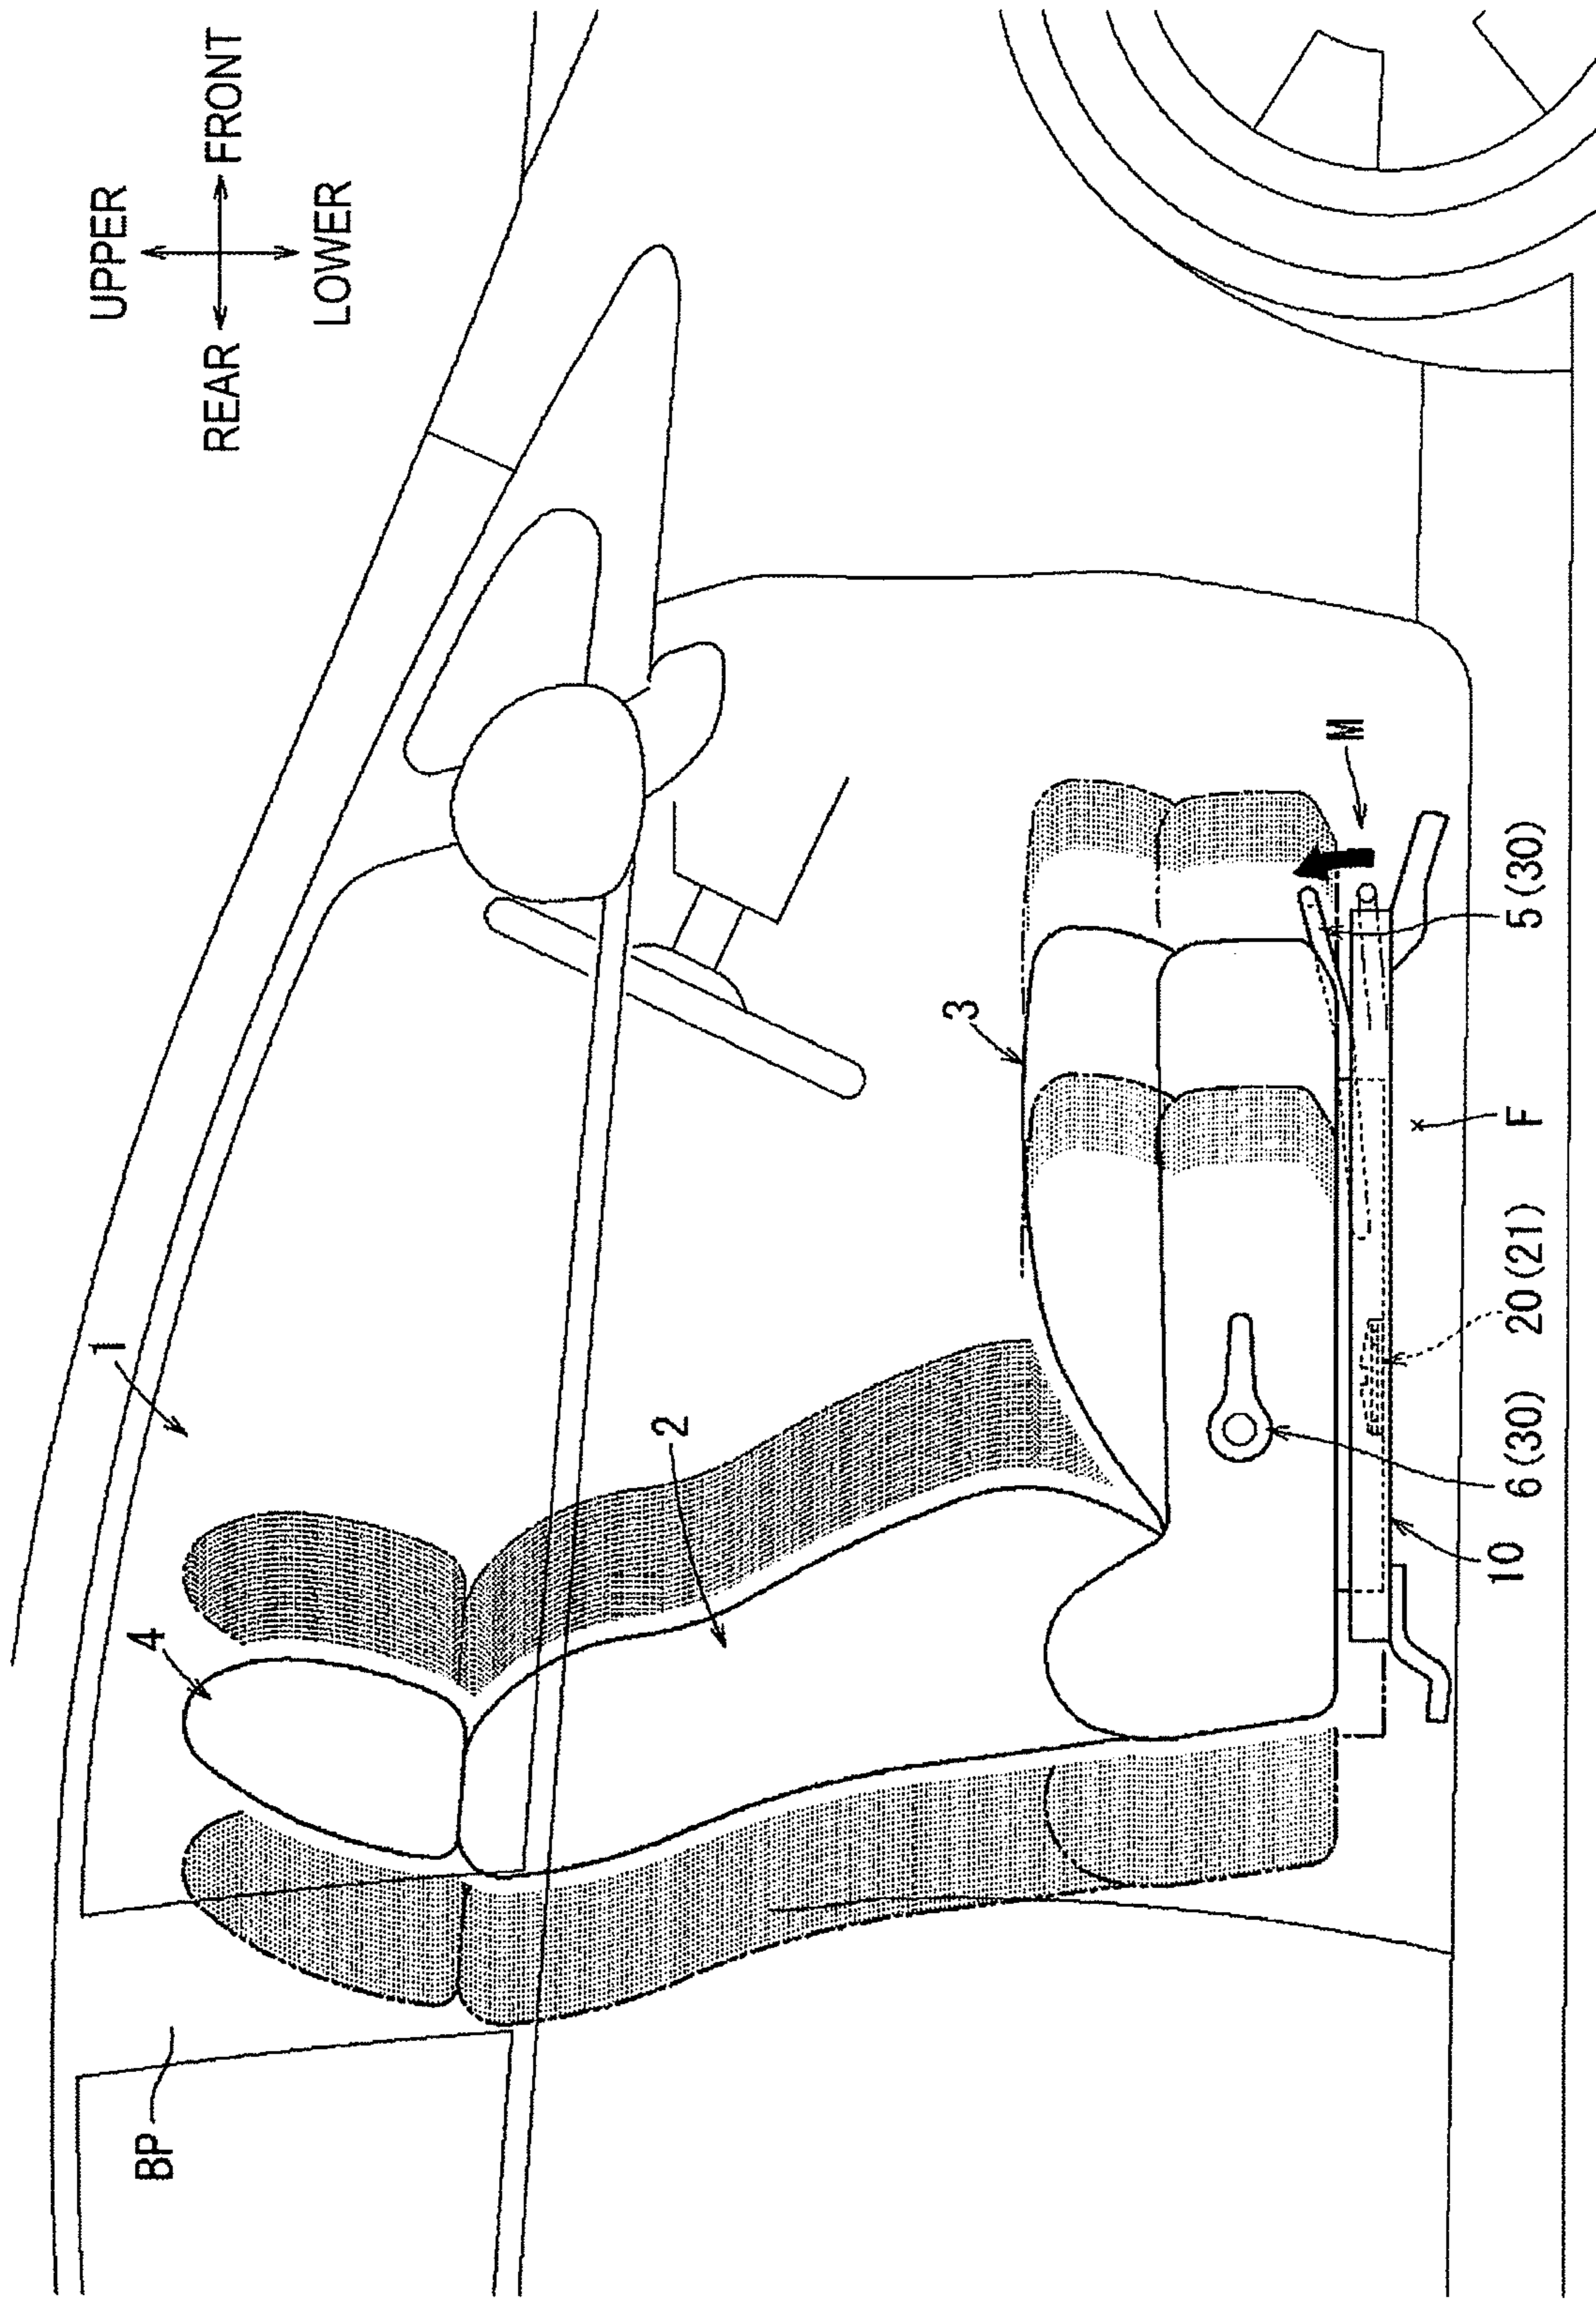 UPPER
REAR
FRONT
LOWER
1
4
2
BP
3
M
10
6 (30)
20 (21)
F
5 (30)